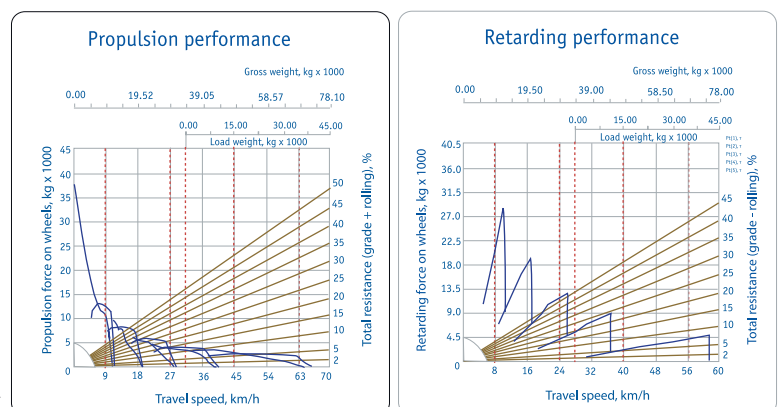 Propulsion performance
Gross weight, kg x 1000
0.00 19.52 39.05 58.57 78.10
0.00 15.00 30.00 45.00
Load weight, kg x 1000
Propulsion force on wheels, kg x 1000
45
40
35
30
25
20
15
10
5
0
50
45
40
35
30
25
20
15
10
5
2
Total resistance (grade + rolling), %
9 18 27 36 45 54 63 70
Travel speed, km/h
Retarding performance
Gross weight, kg x 1000
0.00 19.50 39.00 58.50 78.00
0.00 15.00 30.00 45.00
Load weight, kg x 1000
Retarding force on wheels, kg x 1000
40.5
36.0
31.5
27.0
22.5
18.0
13.5
9.0
4.5
0
45
40
35
30
25
20
15
10
5
2
Total resistance (grade - rolling), %
8 16 24 32 40 48 56 60
Travel speed, km/h